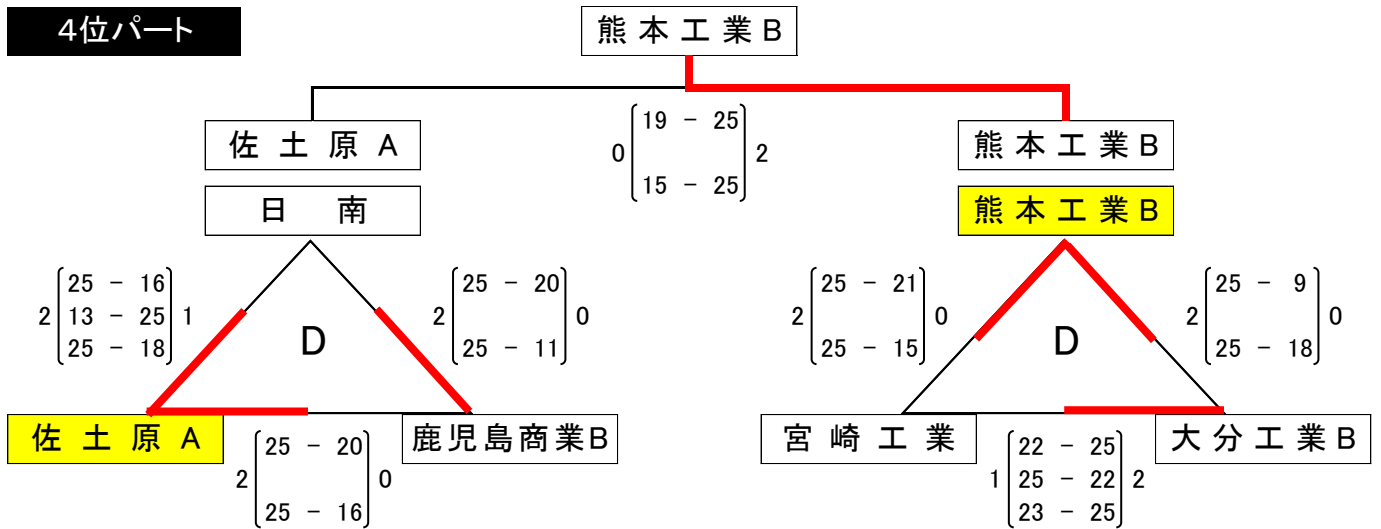 4位パート
熊本工業B
佐土原A
0 19 - 25 2
15 - 25
熊本工業B
日南
熊本工業B
25 - 16
2 13 - 25 1
25 - 18
D
25 - 20
2 0
25 - 11
25 - 21
2 0
25 - 15
D
25 - 9
2 0
25 - 18
佐土原A
25 - 20
2 0
25 - 16
鹿児島商業B
宮崎工業
22 - 25
1 25 - 22 2
23 - 25
大分工業B